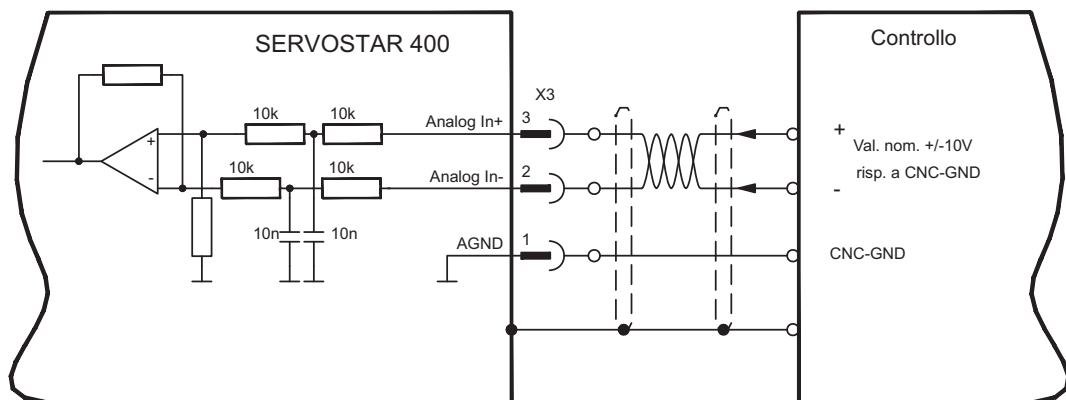 SERVOSTAR 400
Controllo
X3
10k
10k
Analog In+
3
+
+
Val. nom. +/-10V
risp. a CNC-GND
10k
10k
Analog In-
2
-
-
10n
10n
AGND
1
CNC-GND